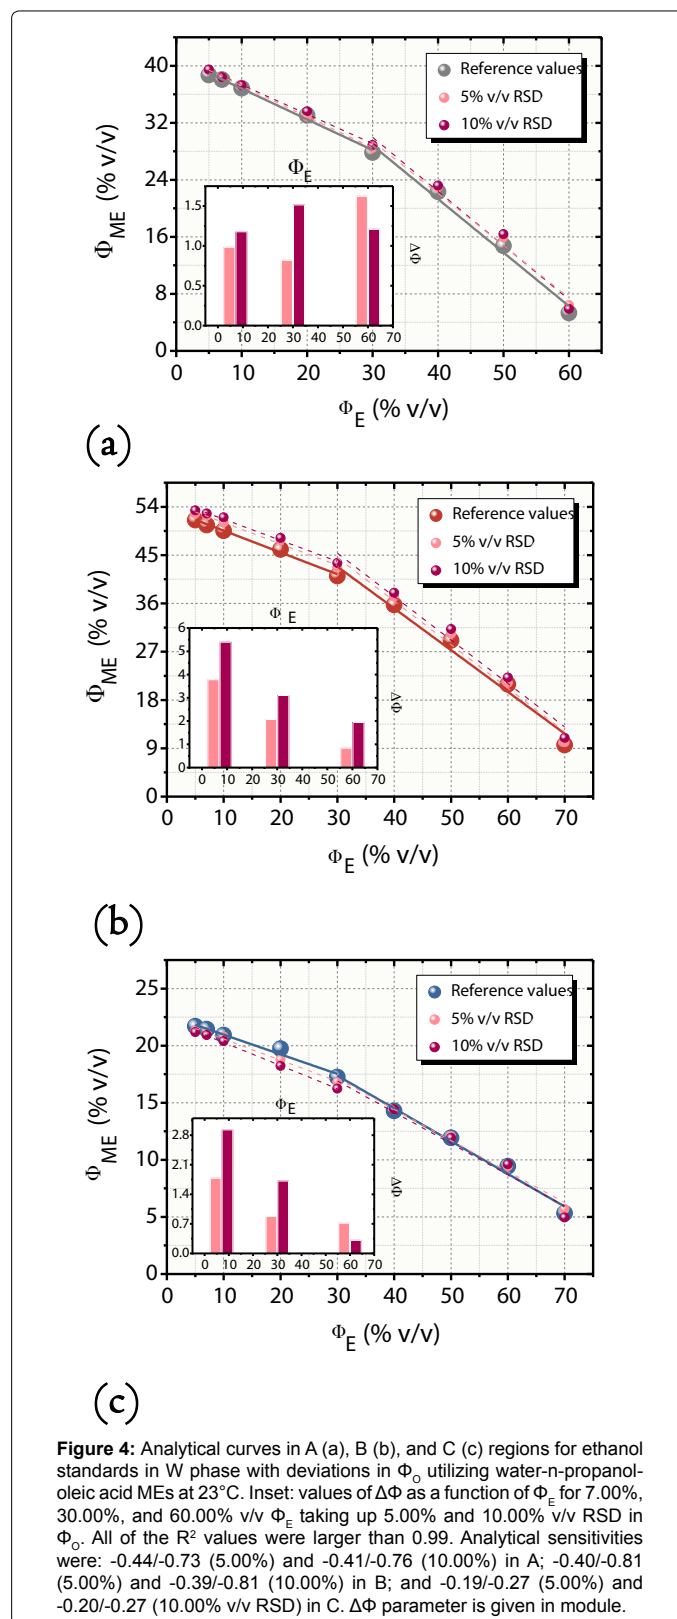 40
32
24
16
8
0
Φ_ME (% v/v)
Reference values
5% v/v RSD
10% v/v RSD
Φ_E
1.5
1.0
0.5
0.0
ΔΦ
0 10 20 30 40 50 60 70
0 10 20 30 40 50 60
Φ_E (% v/v)
(a)
54
45
36
27
18
9
0
Φ_ME (% v/v)
Reference values
5% v/v RSD
10% v/v RSD
Φ_E
6
5
4
3
2
1
0
ΔΦ
0 10 20 30 40 50 60 70
0 10 20 30 40 50 60 70
Φ_E (% v/v)
(b)
25
20
15
10
5
0
Φ_ME (% v/v)
Reference values
5% v/v RSD
10% v/v RSD
Φ_E
2.8
2.1
1.4
0.7
0.0
ΔΦ
0 10 20 30 40 50 60 70
0 10 20 30 40 50 60 70
Φ_E (% v/v)
(c)
Figure 4: Analytical curves in A (a), B (b), and C (c) regions for ethanol
standards in W phase with deviations in Φ_O utilizing water-n-propanol-
oleic acid MEs at 23°C. Inset: values of ΔΦ as a function of Φ_E for 7.00%,
30.00%, and 60.00% v/v Φ_E taking up 5.00% and 10.00% v/v RSD in
Φ_O. All of the R² values were larger than 0.99. Analytical sensitivities
were: -0.44/-0.73 (5.00%) and -0.41/-0.76 (10.00%) in A; -0.40/-0.81
(5.00%) and -0.39/-0.81 (10.00%) in B; and -0.19/-0.27 (5.00%) and
-0.20/-0.27 (10.00% v/v RSD) in C. ΔΦ parameter is given in module.